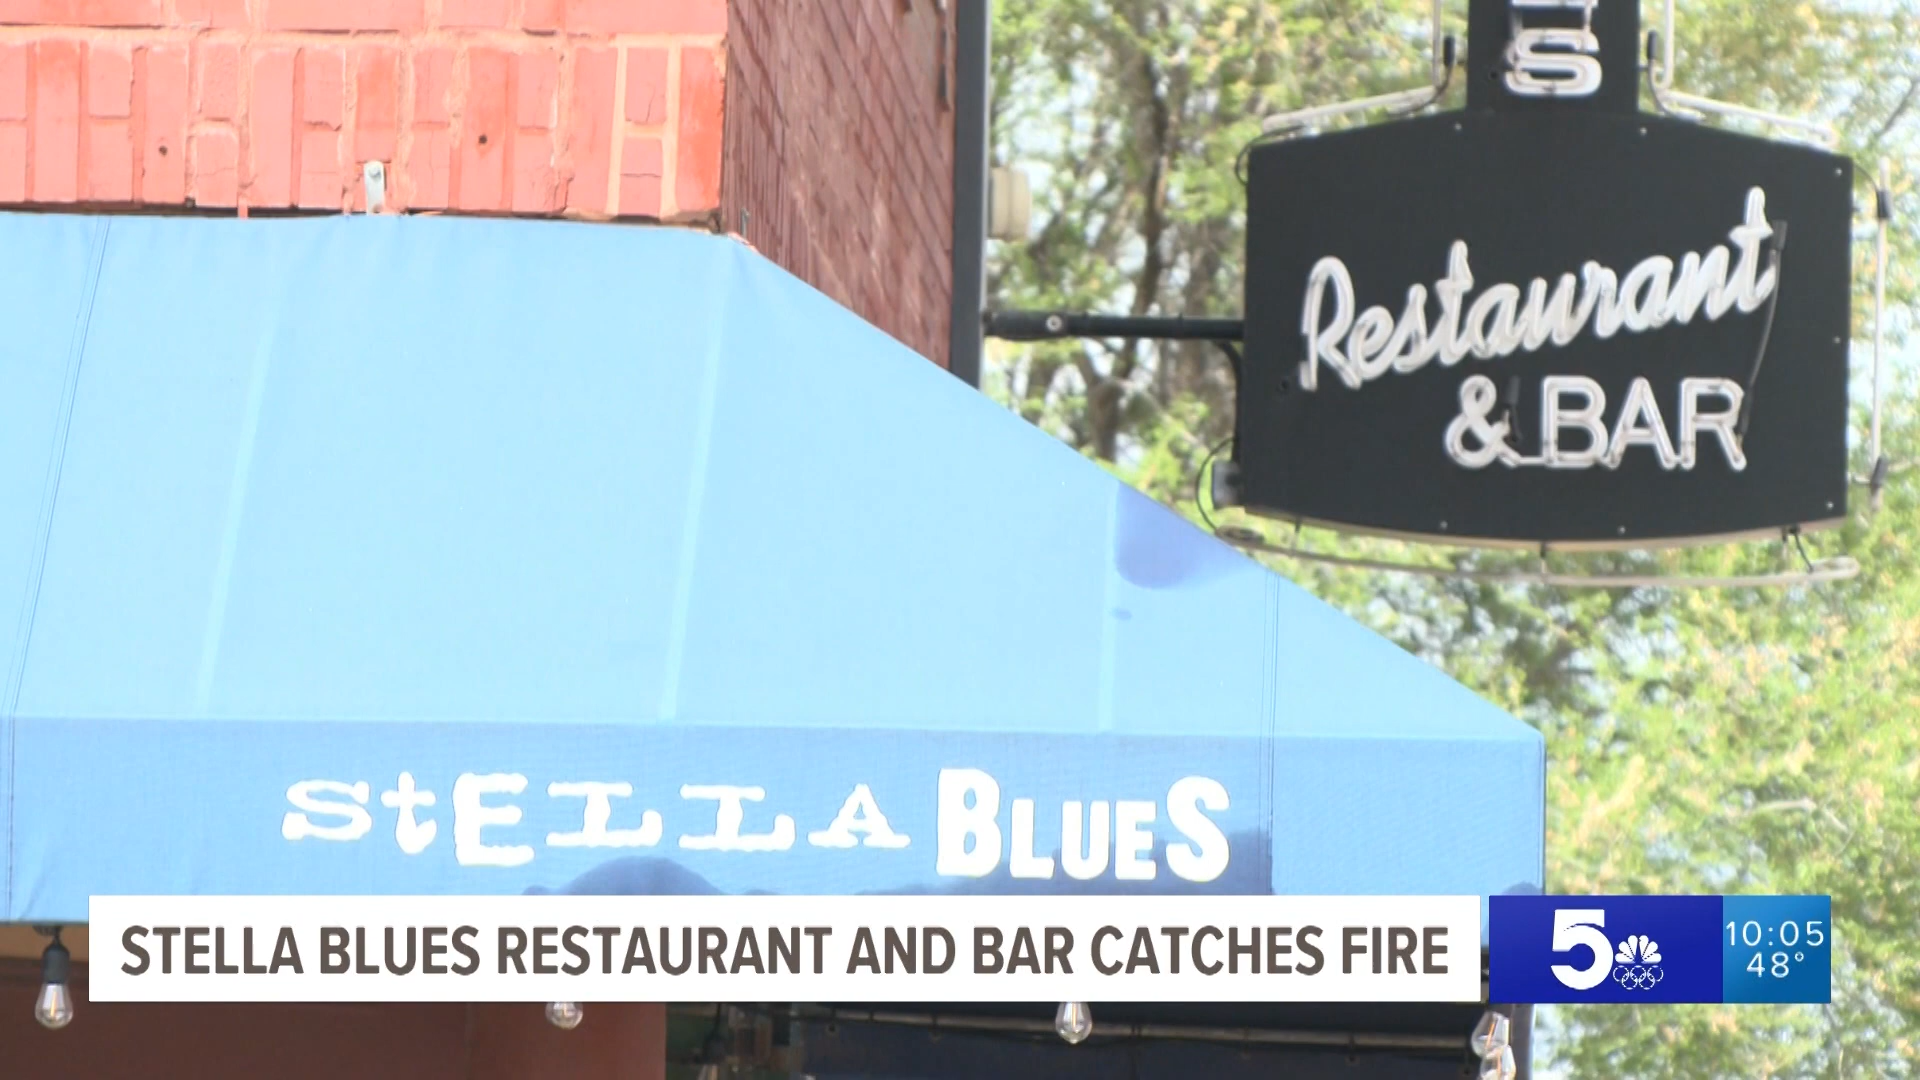 S
Restaurant
& BAR
StELLA BLUES
STELLA BLUES RESTAURANT AND BAR CATCHES FIRE
5
10:05
48°